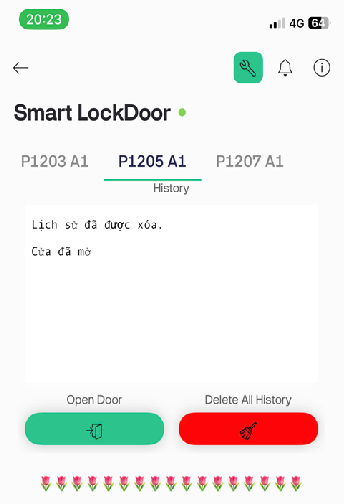 20:23
4G 64
Smart LockDoor
P1203 A1 P1205 A1 P1207 A1
History
Lịch sử đã được xóa.
Cửa đã mở
Open Door Delete All History